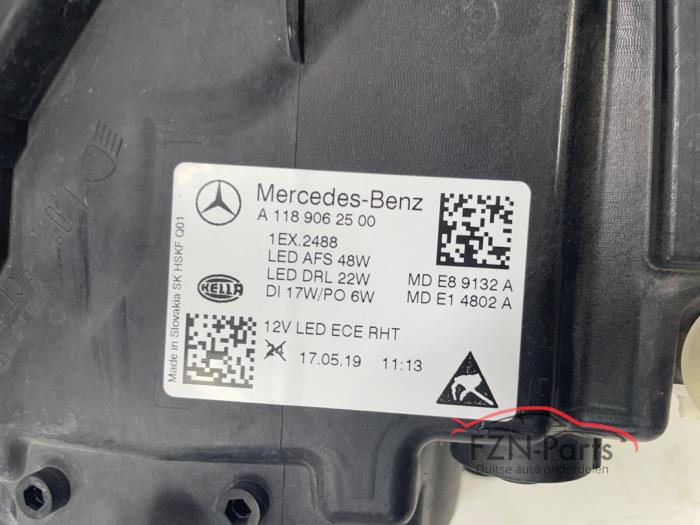 Mercedes-Benz
A 118 906 25 00
1EX.2488
LED AFS 48W
LED DRL 22W
DI 17W/PO 6W
MD E8 9132 A
MD E1 4802 A
HELLA
12V LED ECE RHT
24 17.05.19 11:13
Made in Slovakia SK HSKF Q01
FZN-Parts
Duitse auto onderdelen